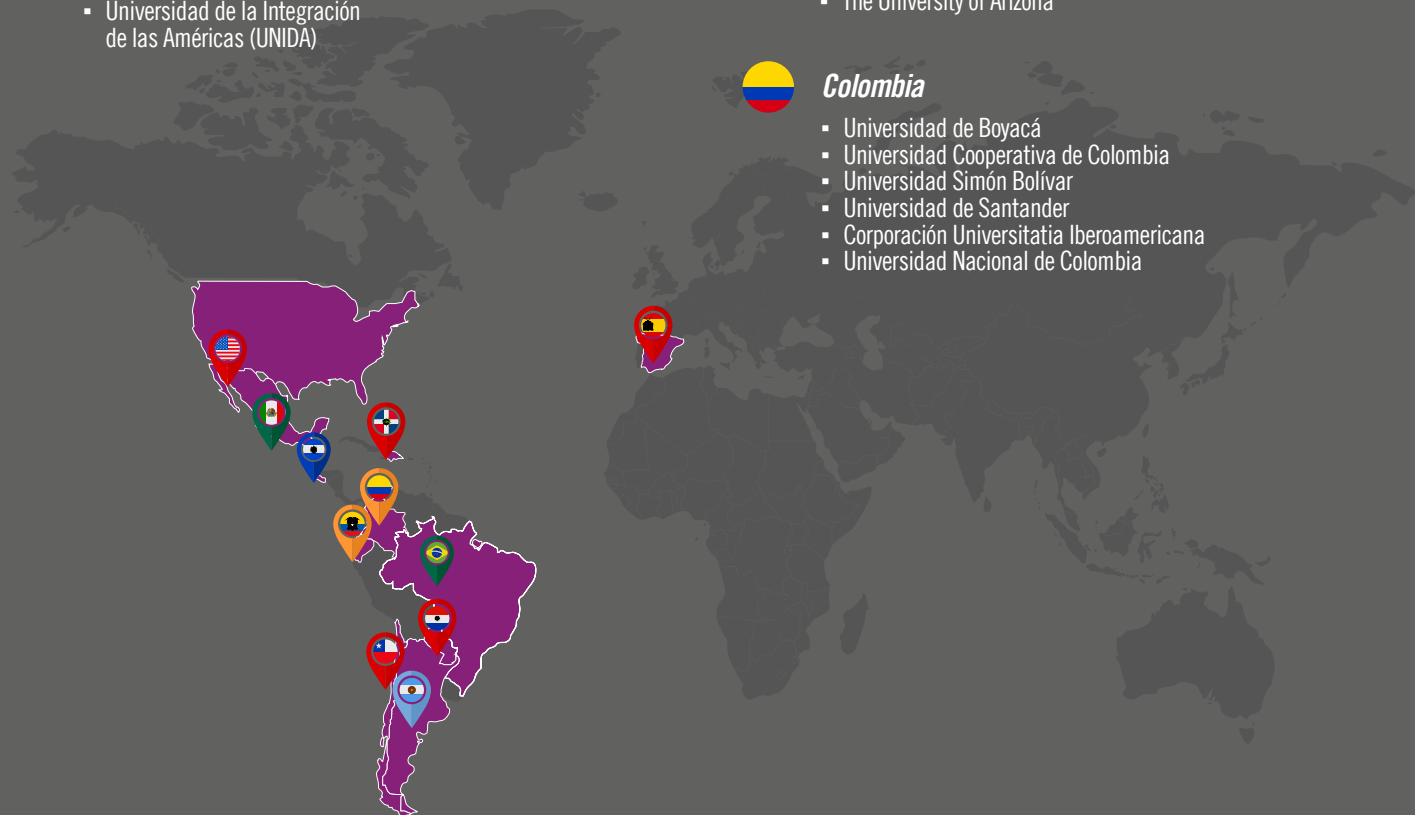 ▪ Universidad de la Integración
de las Américas (UNIDA)
▪ The University of Arizona
Colombia
▪ Universidad de Boyacá
▪ Universidad Cooperativa de Colombia
▪ Universidad Simón Bolívar
▪ Universidad de Santander
▪ Corporación Universitatia Iberoamericana
▪ Universidad Nacional de Colombia